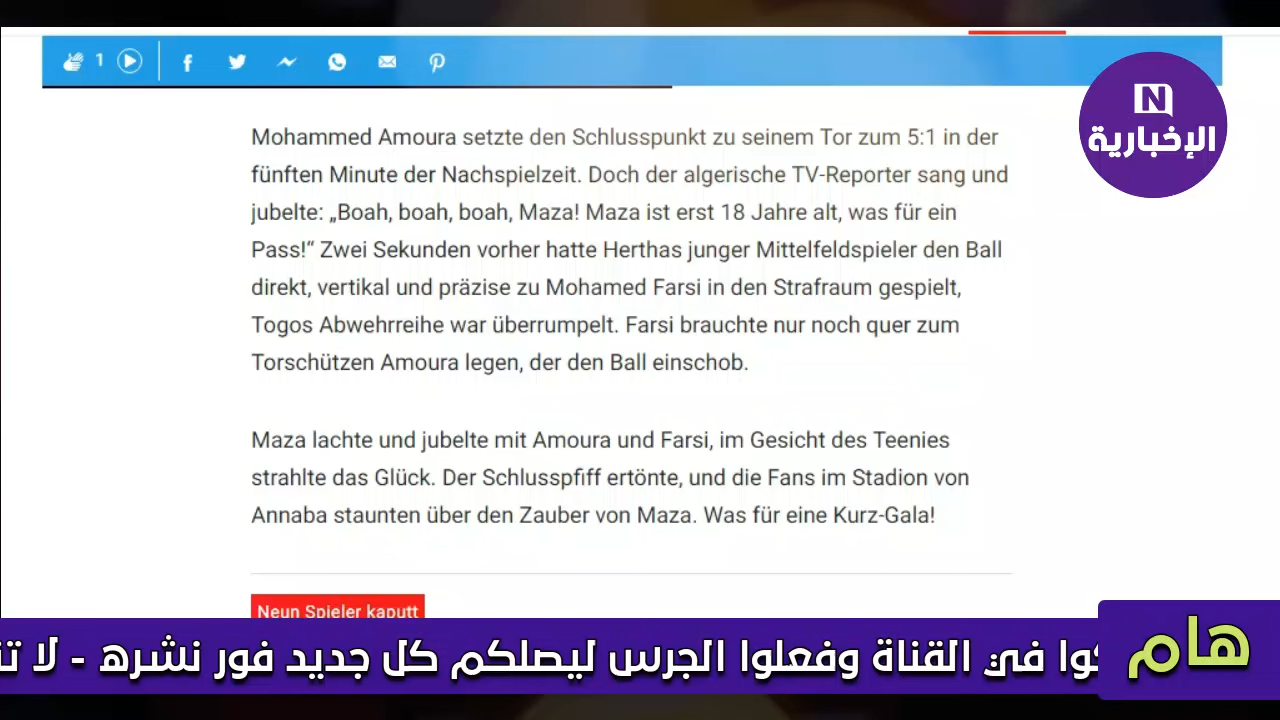 1
N
الإخبارية
Mohammed Amoura setzte den Schlusspunkt zu seinem Tor zum 5:1 in der
fünften Minute der Nachspielzeit. Doch der algerische TV-Reporter sang und
jubelte: „Boah, boah, boah, Maza! Maza ist erst 18 Jahre alt, was für ein
Pass!“ Zwei Sekunden vorher hatte Herthas junger Mittelfeldspieler den Ball
direkt, vertikal und präzise zu Mohamed Farsi in den Strafraum gespielt,
Togos Abwehrreihe war überrumpelt. Farsi brauchte nur noch quer zum
Torschützen Amoura legen, der den Ball einschob.
Maza lachte und jubelte mit Amoura und Farsi, im Gesicht des Teenies
strahlte das Glück. Der Schlusspfiff ertönte, und die Fans im Stadion von
Annaba staunten über den Zauber von Maza. Was für eine Kurz-Gala!
Neun Spieler kaputt
هام
في القناة وفعلوا الجرس ليصلكم كل جديد فور نشره - لا